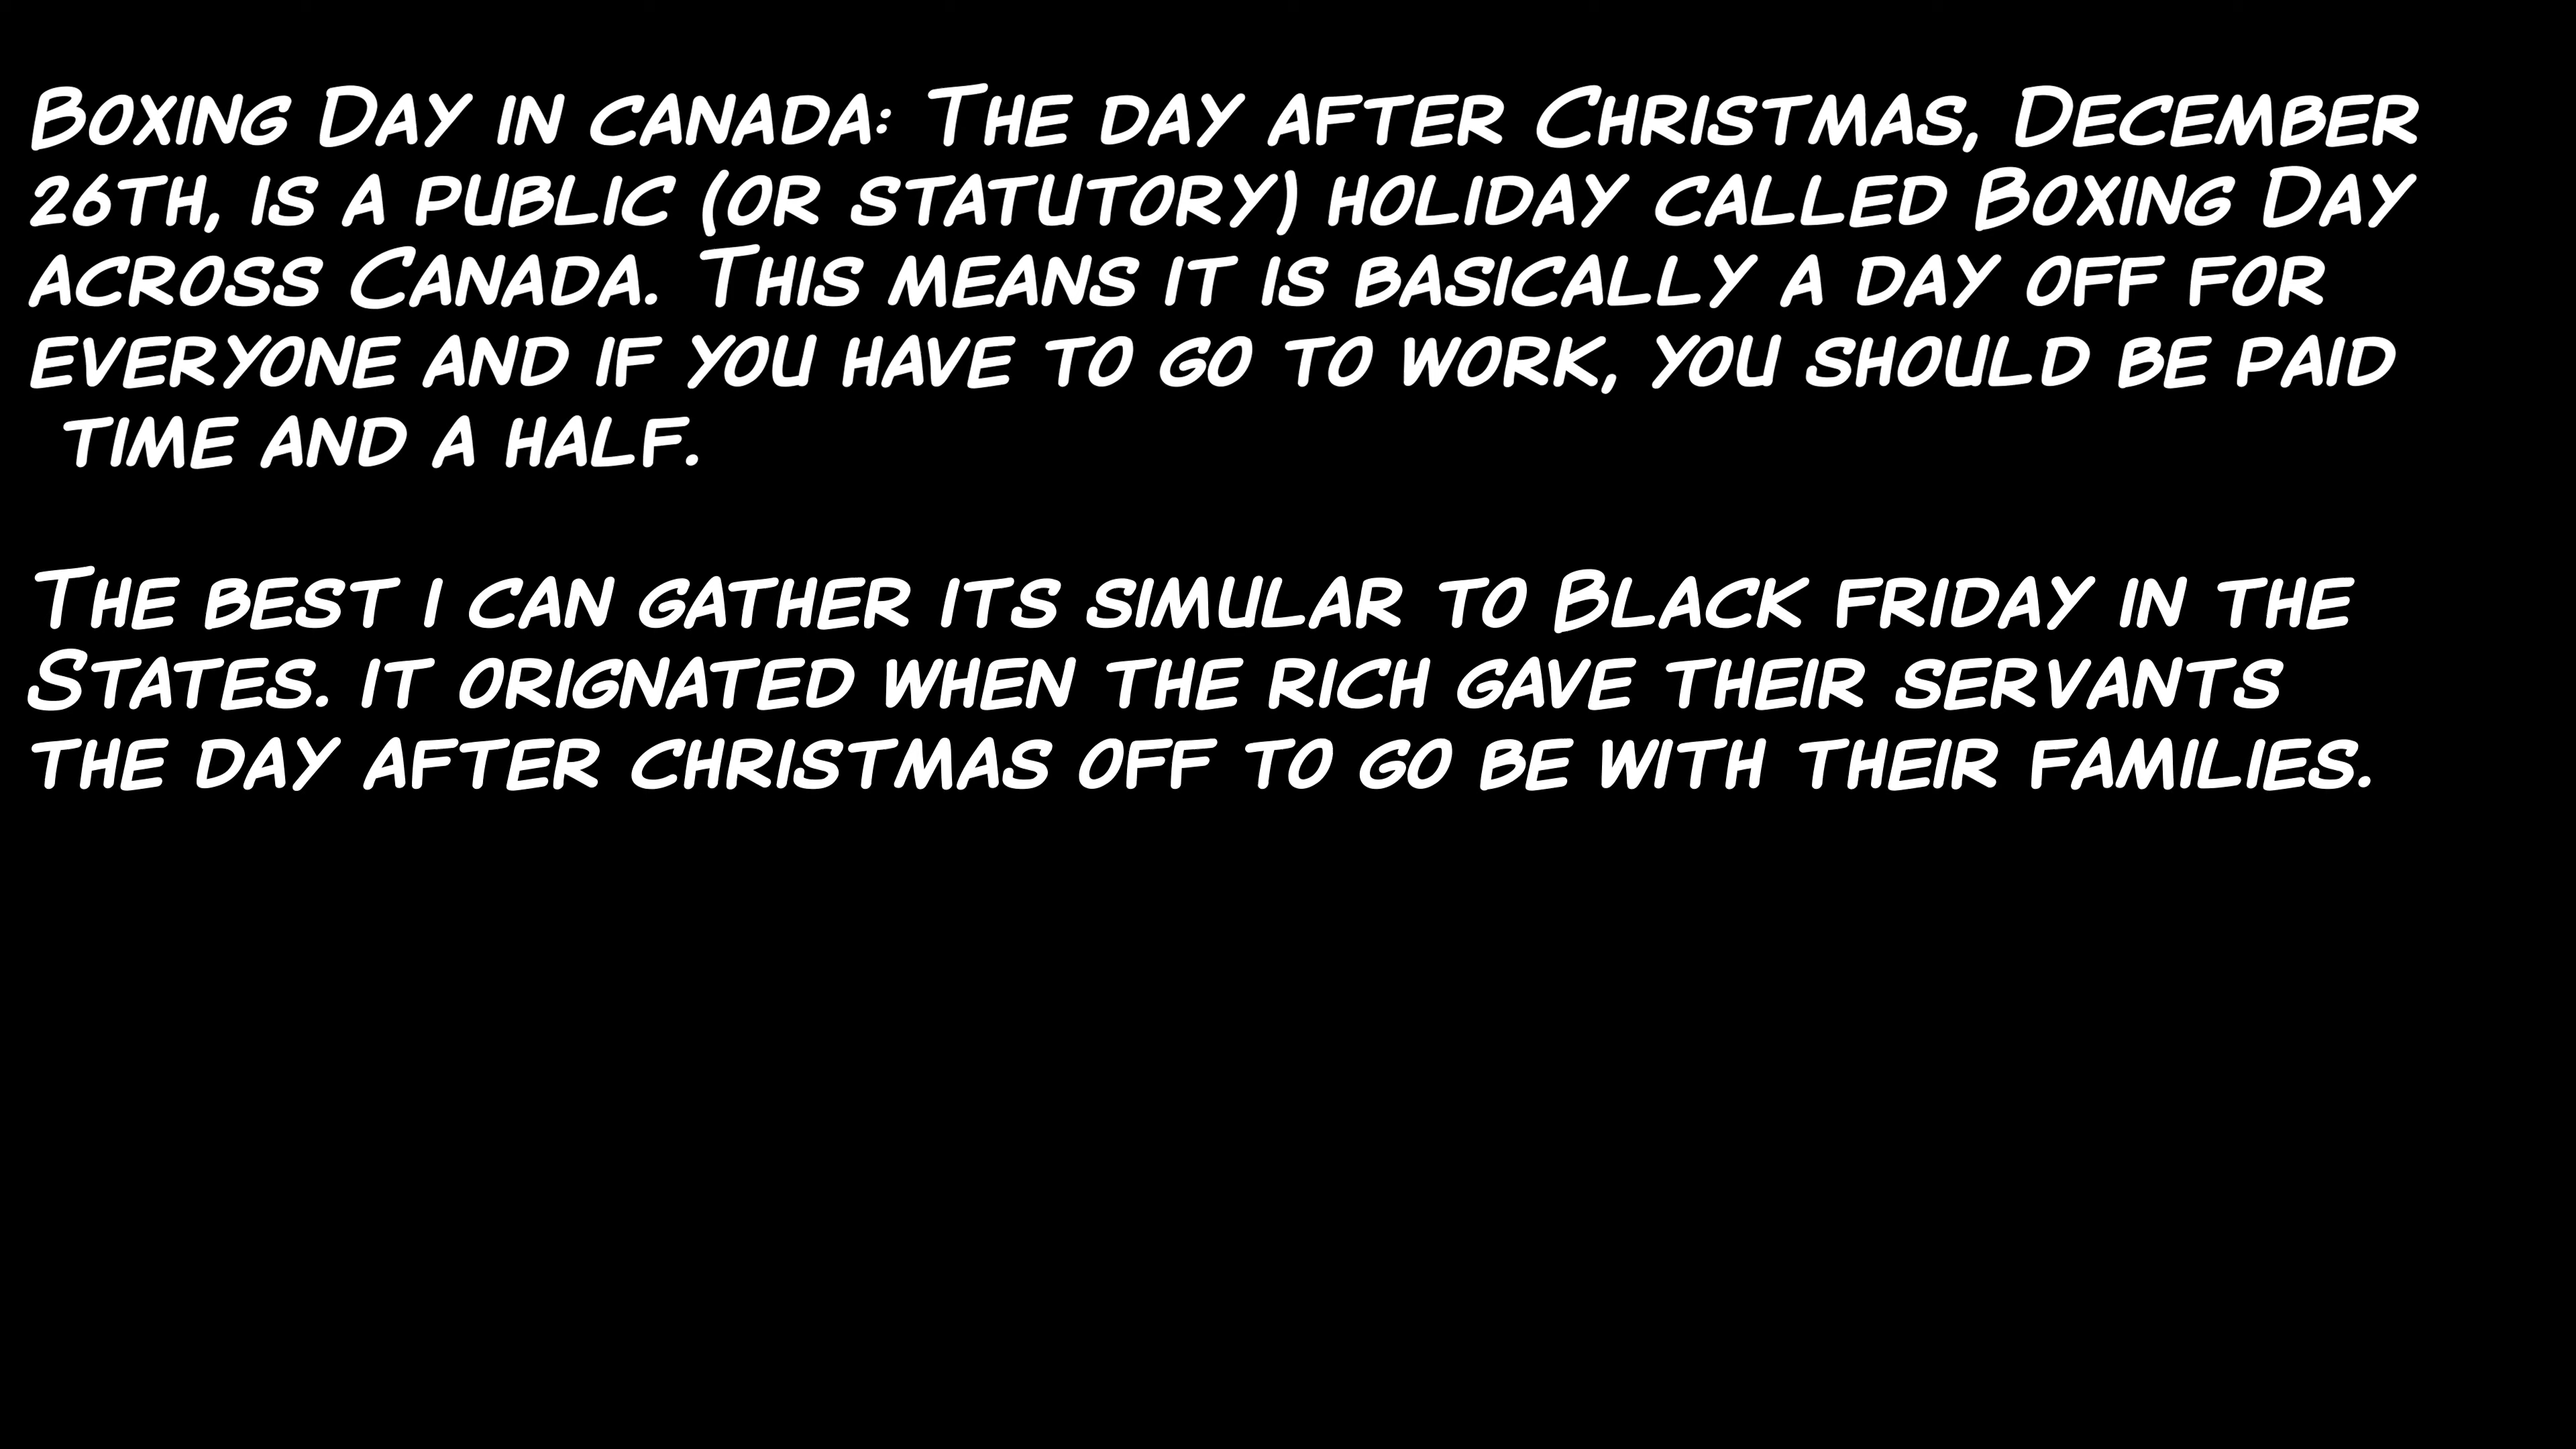 Boxing Day in canada: The day after Christmas, December
26th, is a public (or statutory) holiday called Boxing Day
across Canada. This means it is basically a day off for
everyone and if you have to go to work, you should be paid
time and a half.
The best i can gather its simular to Black friday in the
States. it orignated when the rich gave their servants
the day after christmas off to go be with their families.